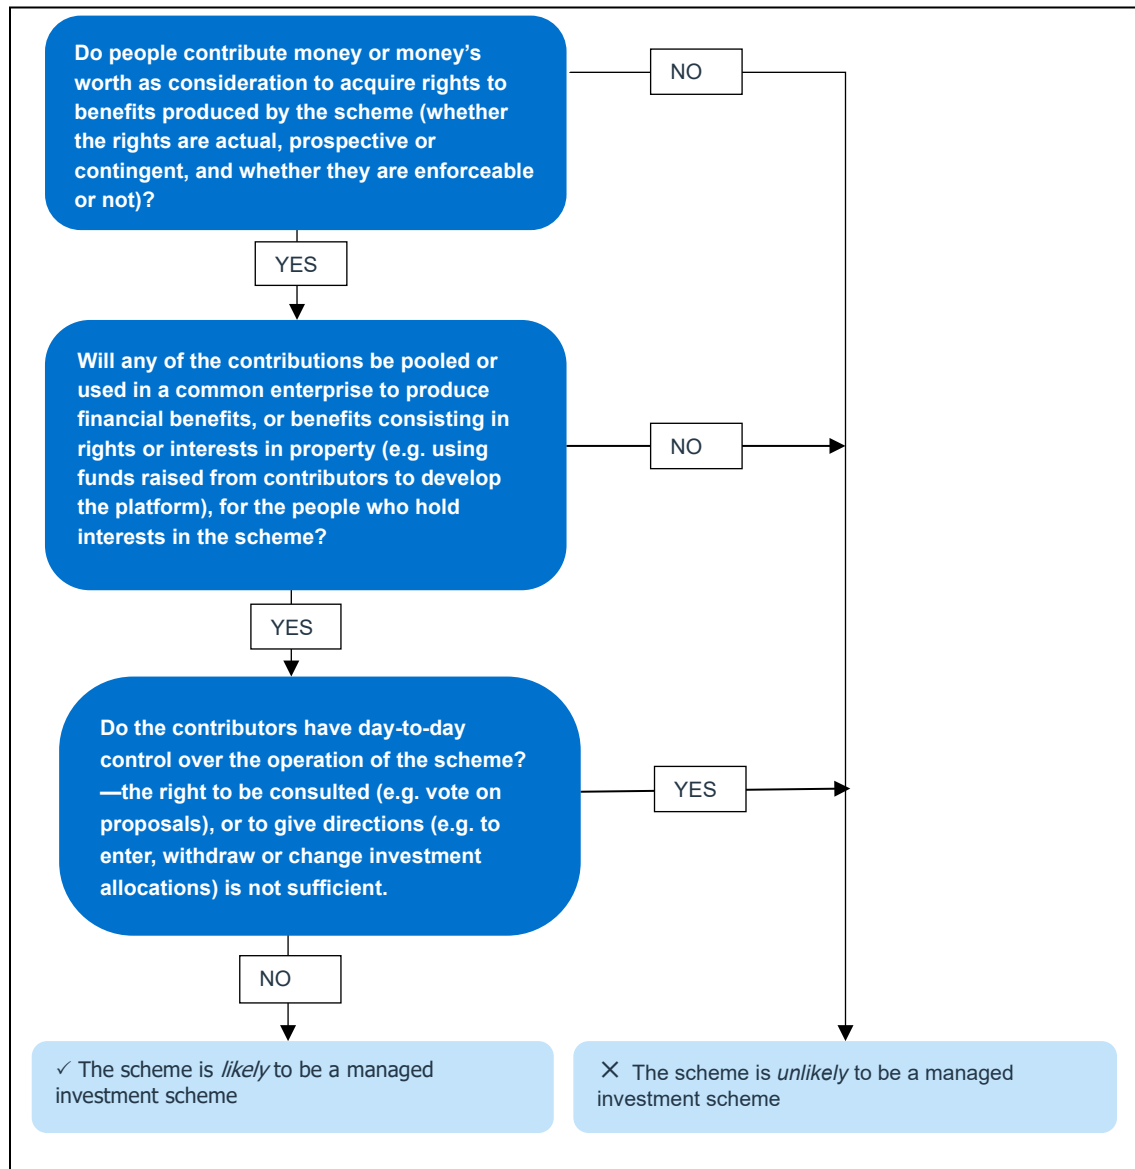 Do people contribute money or money’s
worth as consideration to acquire rights to
benefits produced by the scheme (whether
the rights are actual, prospective or
contingent, and whether they are enforceable
or not)?
NO
YES
Will any of the contributions be pooled or
used in a common enterprise to produce
financial benefits, or benefits consisting in
rights or interests in property (e.g. using
funds raised from contributors to develop
the platform), for the people who hold
interests in the scheme?
NO
YES
Do the contributors have day-to-day
control over the operation of the scheme?
—the right to be consulted (e.g. vote on
proposals), or to give directions (e.g. to
enter, withdraw or change investment
allocations) is not sufficient.
YES
NO
✓ The scheme is likely to be a managed
investment scheme
✕ The scheme is unlikely to be a managed
investment scheme